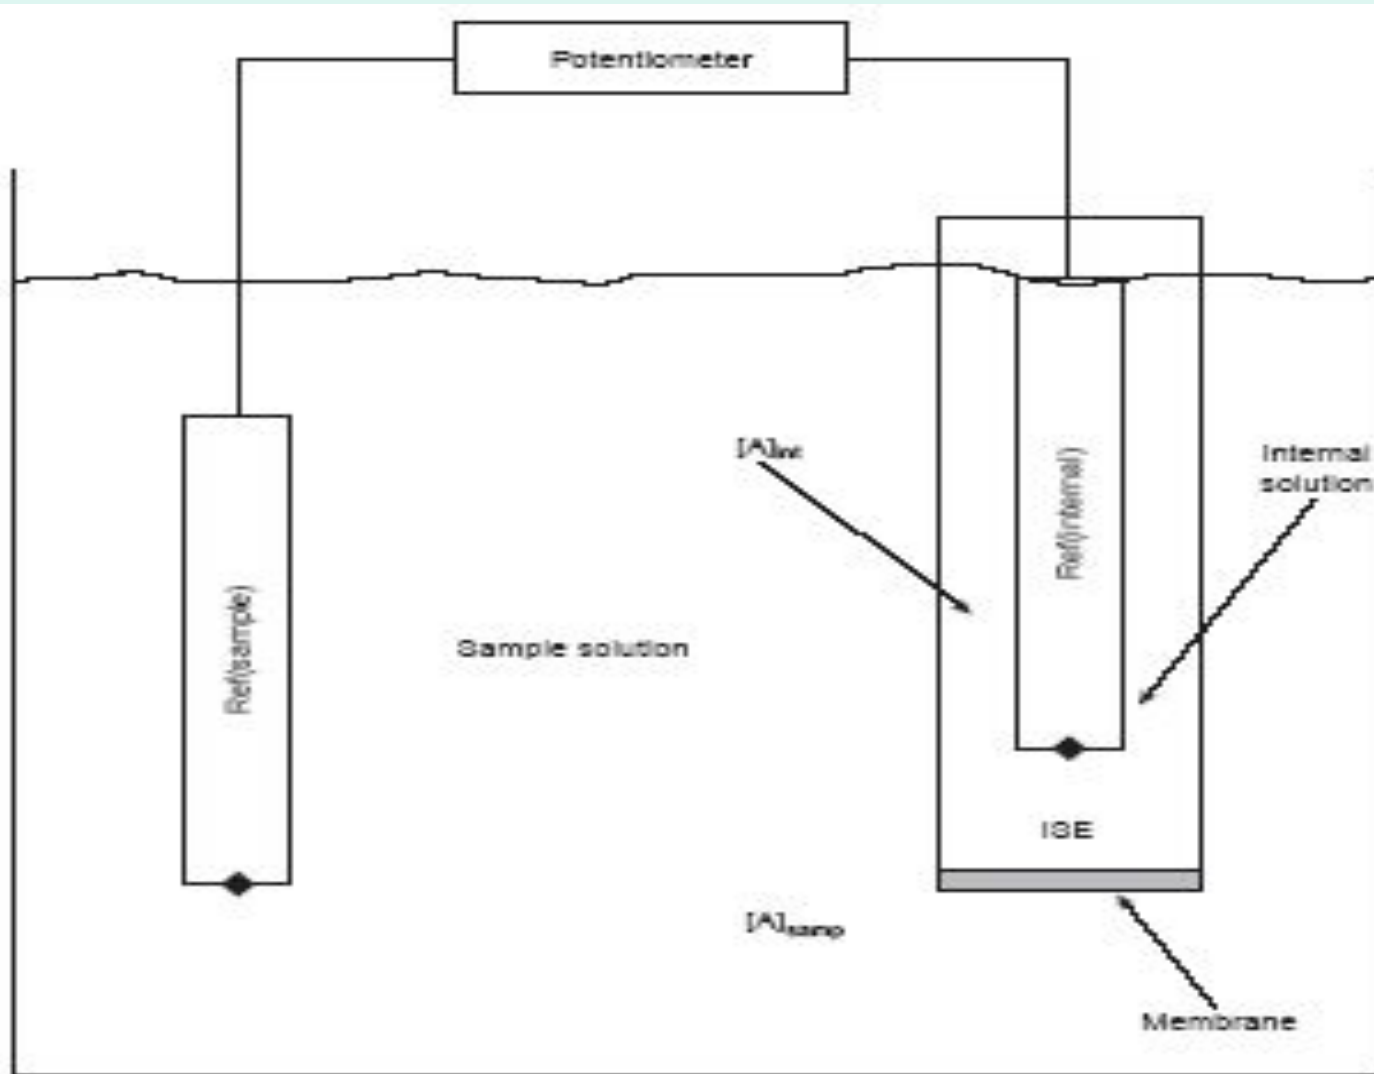 Potentiometer
[A]int
Internal
solution
Ref(internal)
Ref(sample)
Sample solution
ISE
[A]samp
Membrane